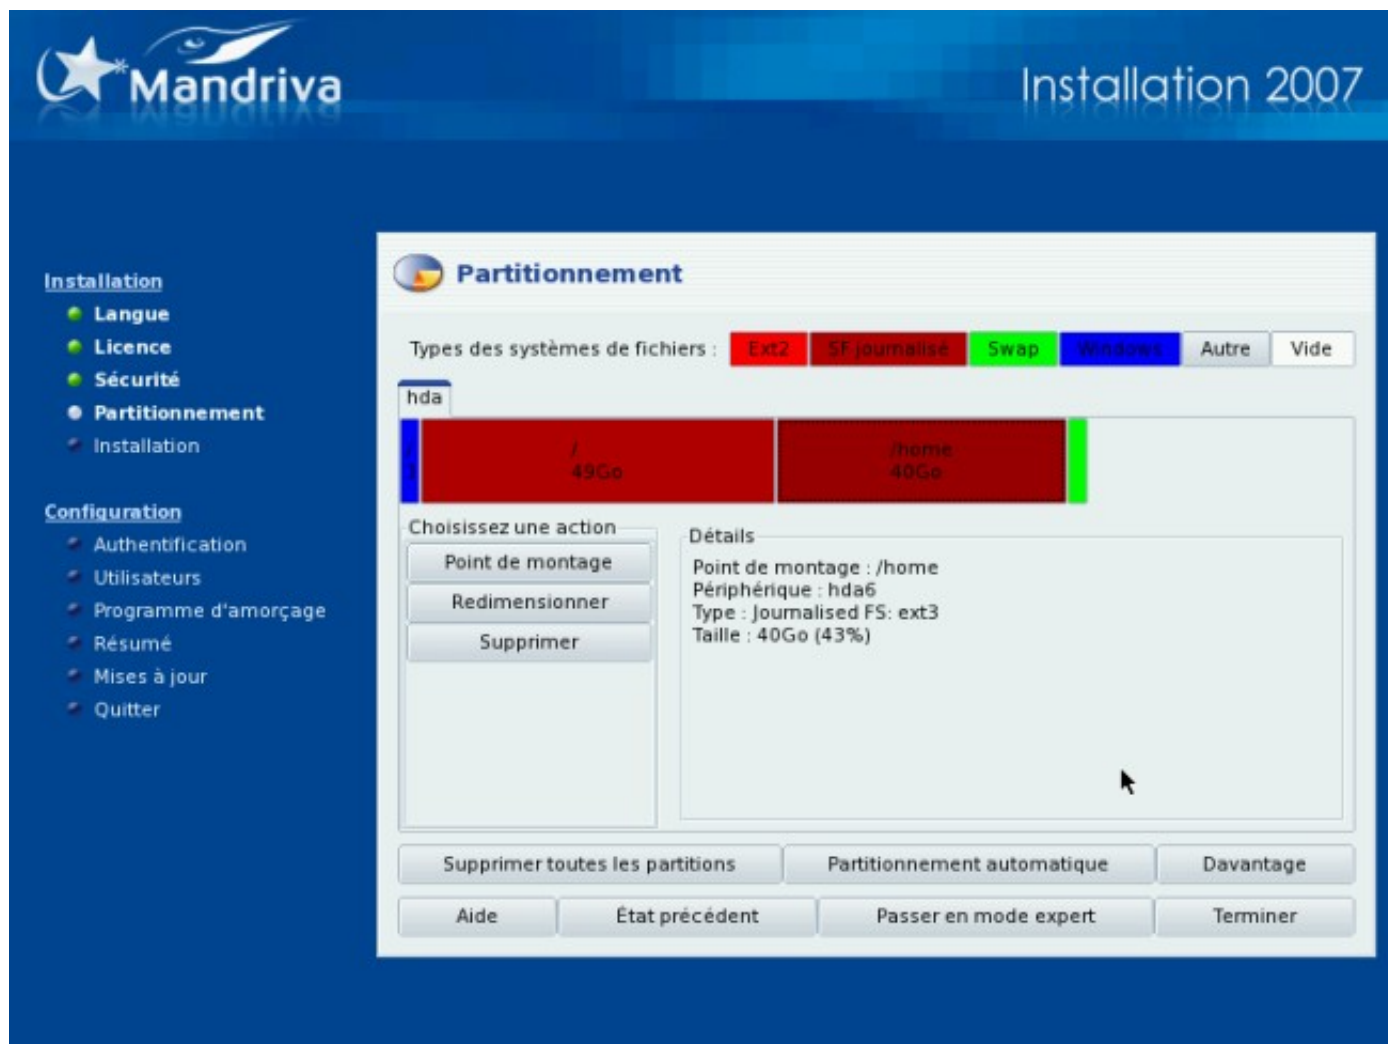 Mandriva
Installation 2007
Installation
Langue
Licence
Sécurité
Partitionnement
Installation
Configuration
Authentification
Utilisateurs
Programme d'amorçage
Résumé
Mises à jour
Quitter
Partitionnement
Types des systèmes de fichiers : Ext2 SF journalisé Swap Windows Autre Vide
hda
/ /home
49Go 40Go
Choisissez une action
Point de montage
Redimensionner
Supprimer
Détails
Point de montage : /home
Périphérique : hda6
Type : Journalised FS: ext3
Taille : 40Go (43%)
Supprimer toutes les partitions Partitionnement automatique Davantage
Aide État précédent Passer en mode expert Terminer